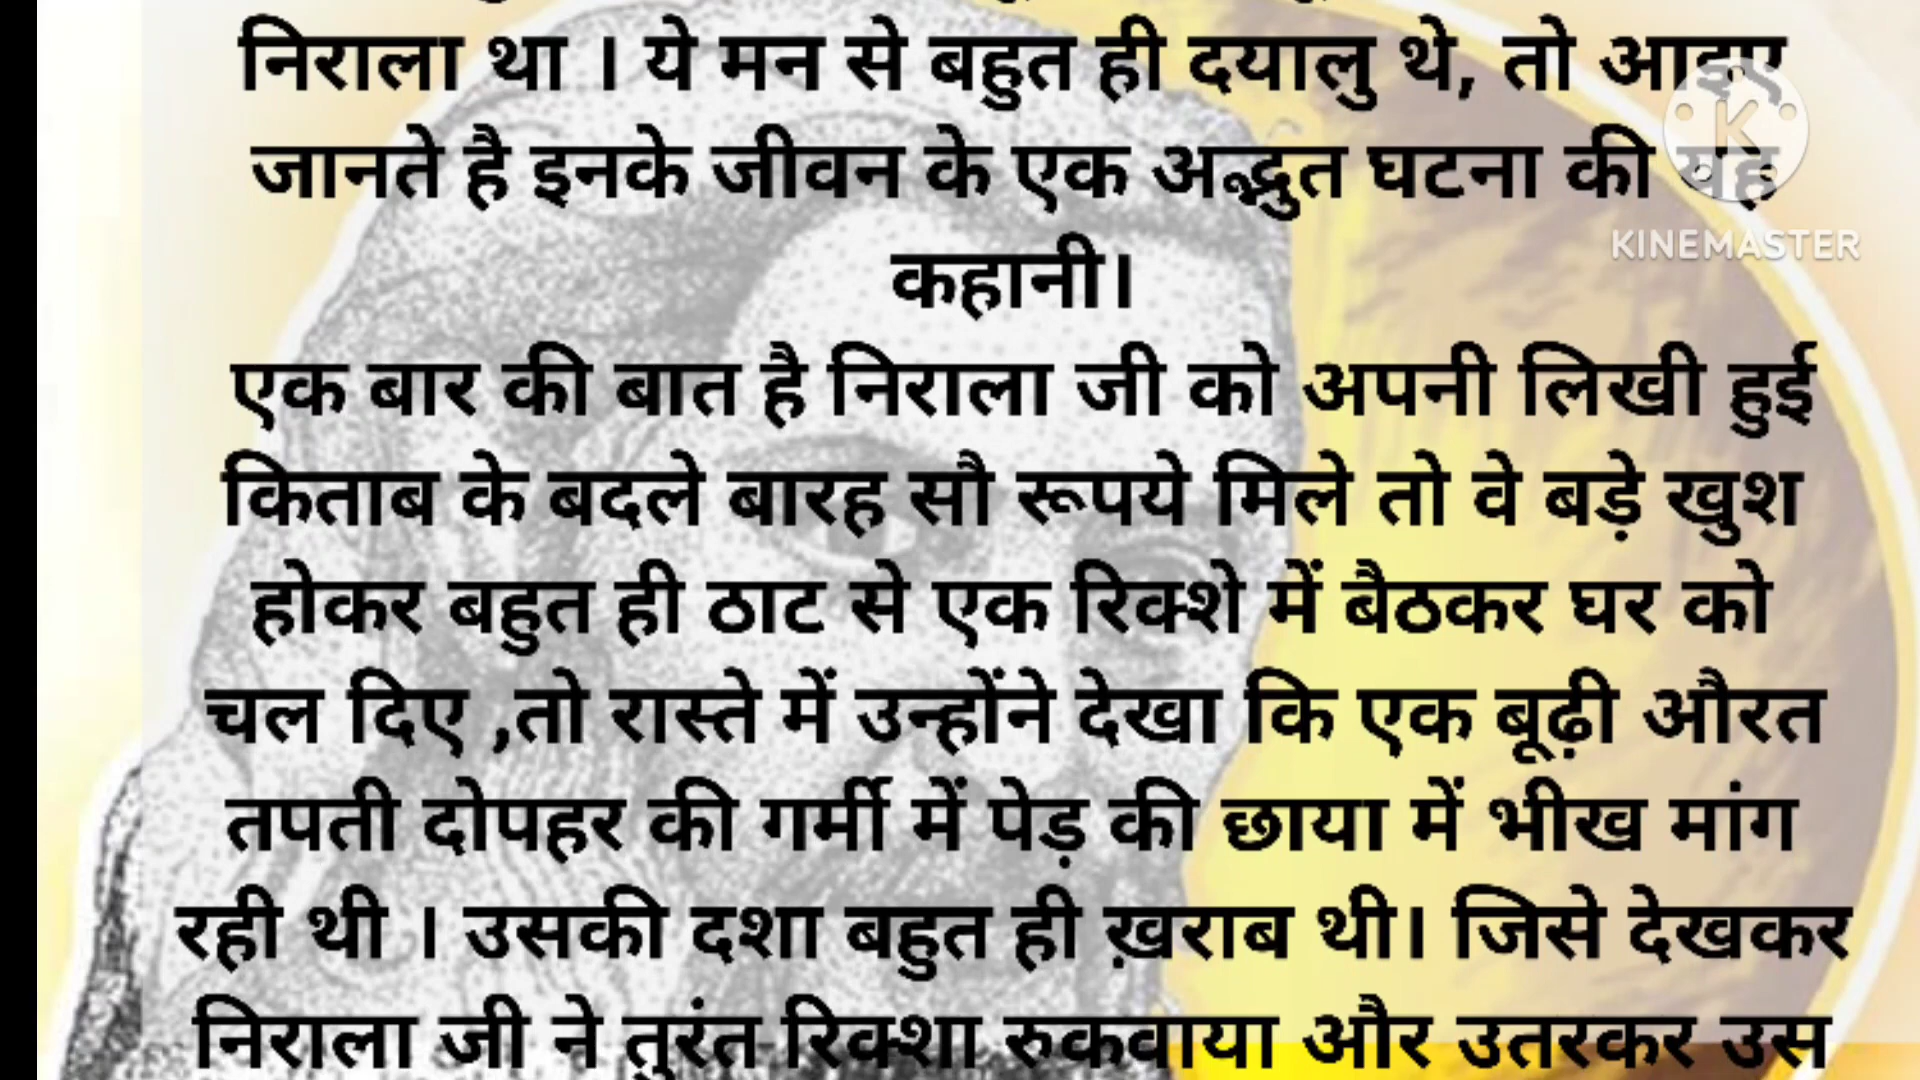 निराला था । ये मन से बहुत ही दयालु थे, तो आइए
जानते है इनके जीवन के एक अद्भुत घटना की यह
कहानी।
एक बार की बात है निराला जी को अपनी लिखी हुई
किताब के बदले बारह सौ रूपये मिले तो वे बड़े खुश
होकर बहुत ही ठाट से एक रिक्शे में बैठकर घर को
चल दिए ,तो रास्ते में उन्होंने देखा कि एक बूढ़ी औरत
तपती दोपहर की गर्मी में पेड़ की छाया में भीख मांग
रही थी । उसकी दशा बहुत ही ख़राब थी। जिसे देखकर
निराला जी ने तुरंत रिक्शा रुकवाया और उतरकर उस
K
KINEMASTER